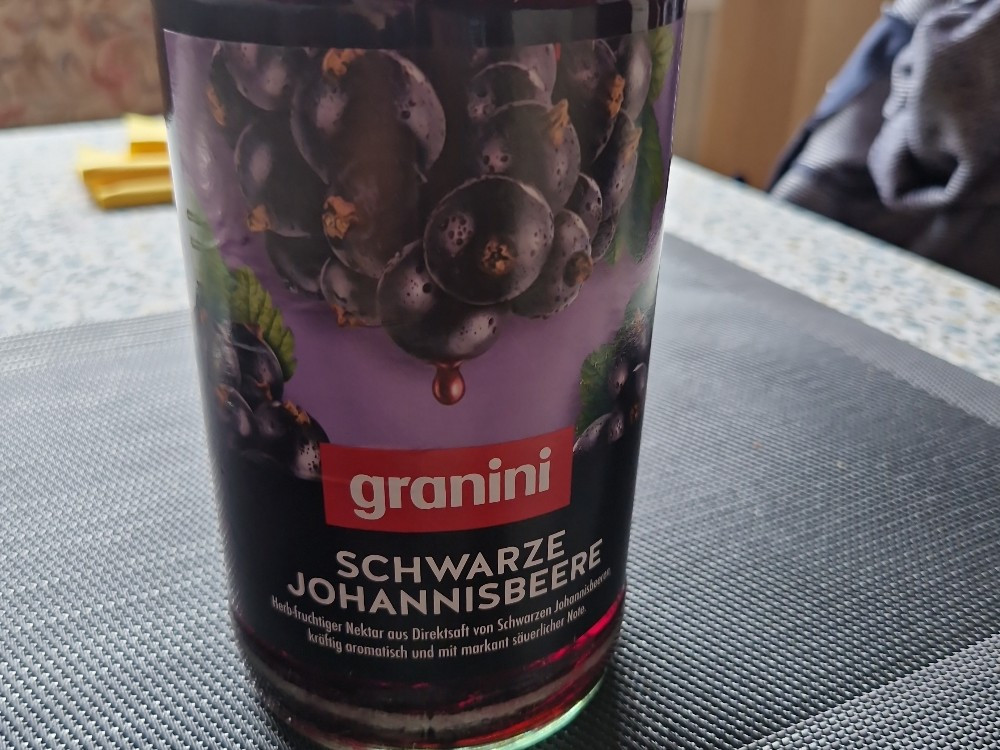 granini
SCHWARZE
JOHANNISBEERE
Herb-fruchtiger Nektar aus Direktsaft von Schwarzen Johannisbeeren,
kräftig aromatisch und mit markant säuerlicher Note.